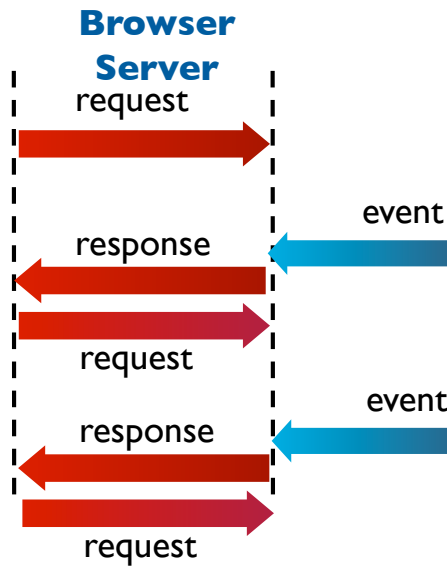 Browser
Server
request
event
response
request
event
response
request